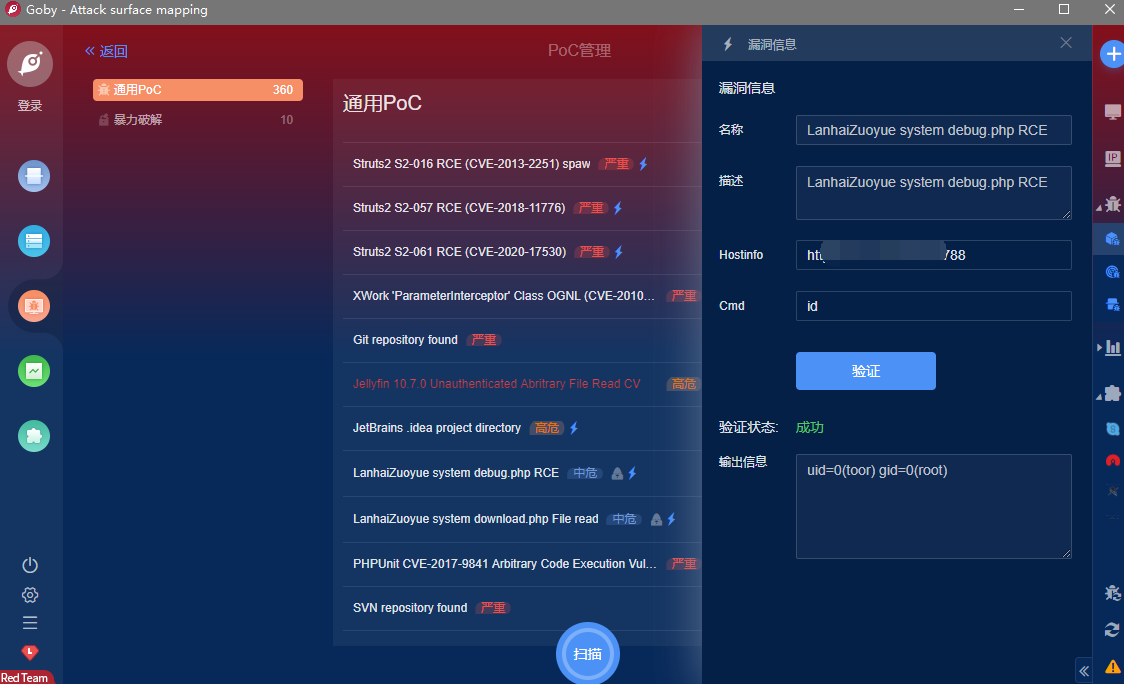 Goby - Attack surface mapping
返回
PoC管理
登录
通用PoC 360
暴力破解 10
通用PoC
Struts2 S2-016 RCE (CVE-2013-2251) spaw 严重
Struts2 S2-057 RCE (CVE-2018-11776) 严重
Struts2 S2-061 RCE (CVE-2020-17530) 严重
XWork 'ParameterInterceptor' Class OGNL (CVE-2010... 严重
Git repository found 严重
Jellyfin 10.7.0 Unauthenticated Abritrary File Read CV 高危
JetBrains .idea project directory 高危
LanhaiZuoyue system debug.php RCE 中危
LanhaiZuoyue system download.php File read 中危
PHPUnit CVE-2017-9841 Arbitrary Code Execution Vul... 严重
SVN repository found 严重
扫描
Red Team
漏洞信息
漏洞信息
名称 LanhaiZuoyue system debug.php RCE
描述 LanhaiZuoyue system debug.php RCE
Hostinfo 788
Cmd id
验证
验证状态: 成功
输出信息 uid=0(toor) gid=0(root)
IP